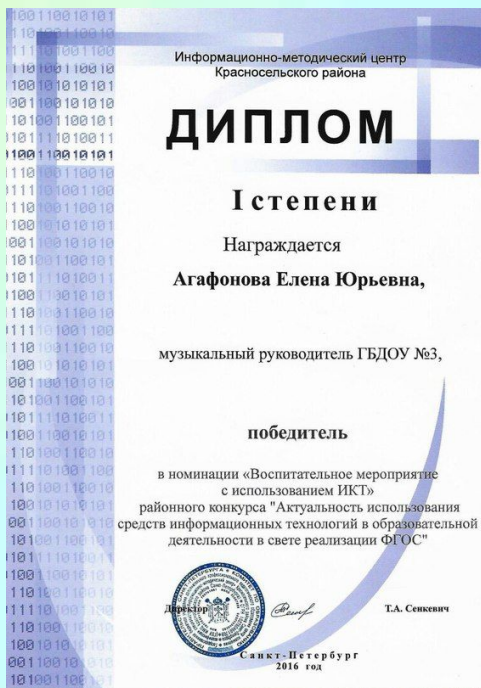 Информационно-методический центр
Красносельского района
ДИПЛОМ
I степени
Награждается
Агафонова Елена Юрьевна,
музыкальный руководитель ГБДОУ №3,
победитель
в номинации «Воспитательное мероприятие
с использованием ИКТ»
районного конкурса "Актуальность использования
средств информационных технологий в образовательной
деятельности в свете реализации ФГОС"
Директор Т.А. Сенкевич
Санкт-Петербург
2016 год